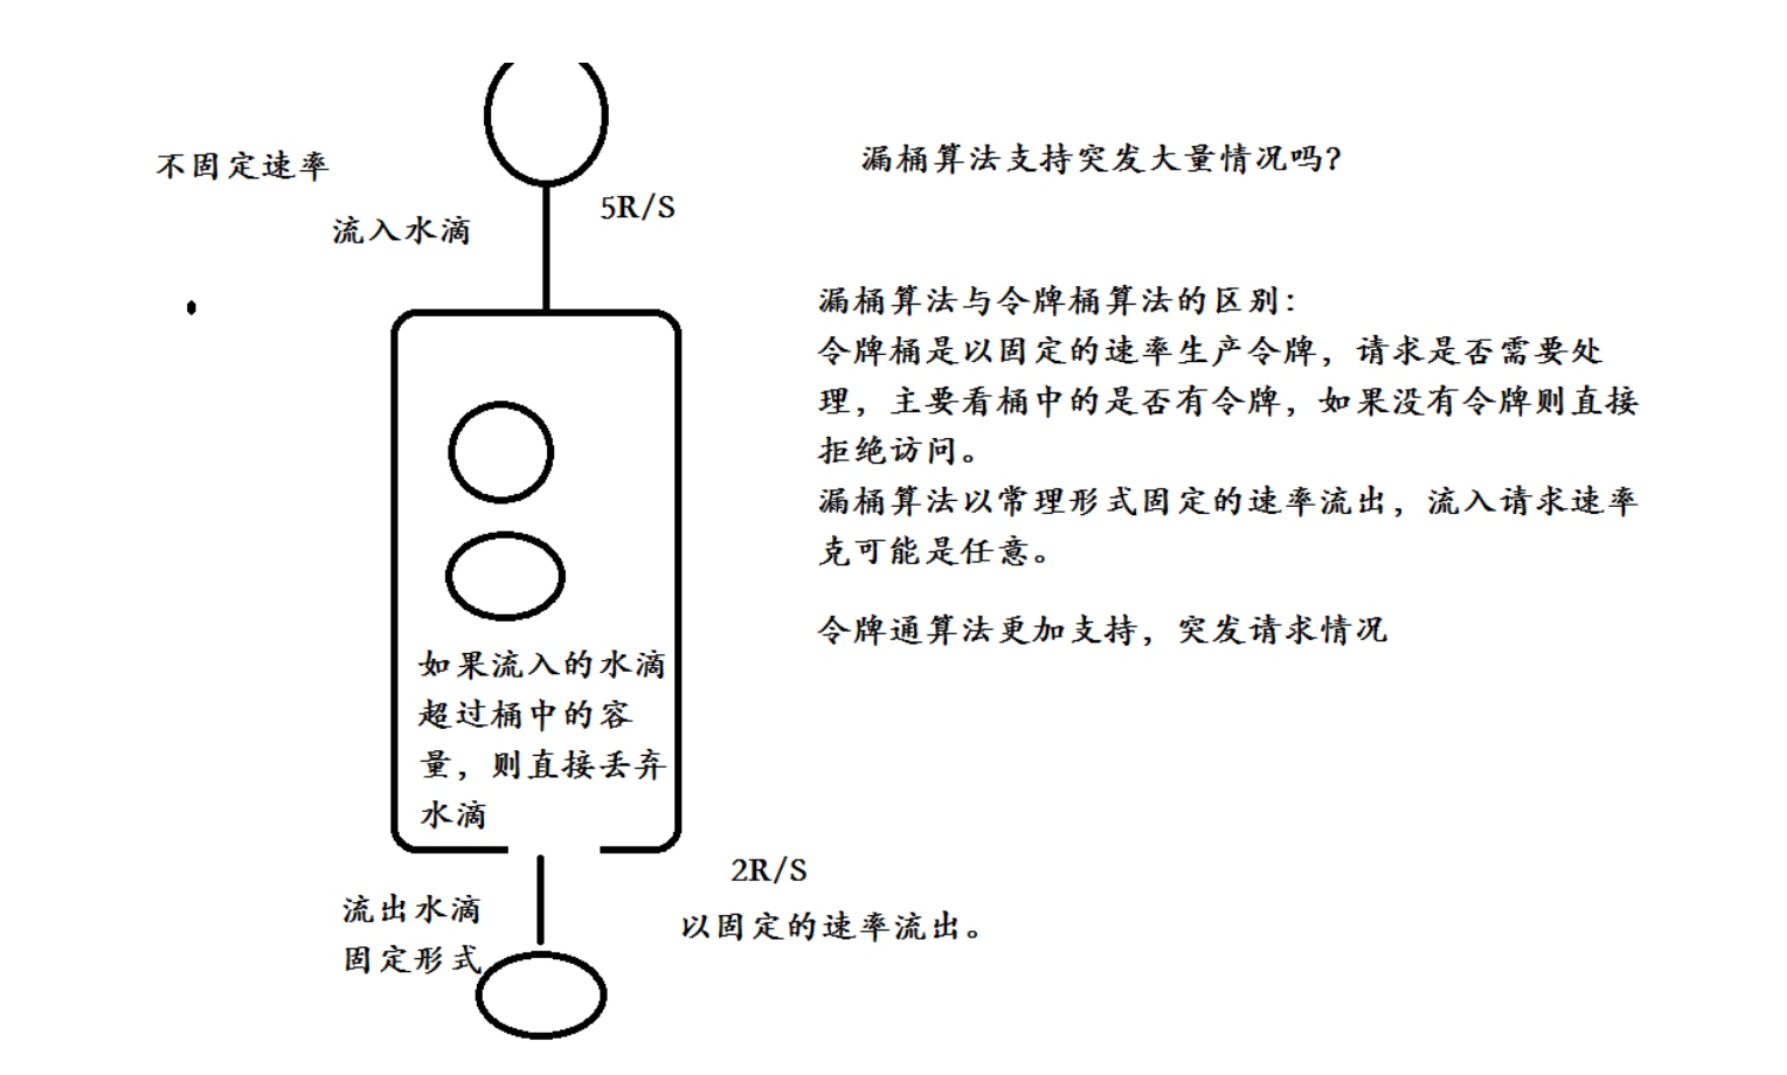 不固定速率
流入水滴
5R/S
如果流入的水滴
超过桶中的容
量，则直接丢弃
水滴
流出水滴
固定形式
2R/S
以固定的速率流出。
漏桶算法支持突发大量情况吗？
漏桶算法与令牌桶算法的区别：
令牌桶是以固定的速率生产令牌，请求是否需要处
理，主要看桶中的是否有令牌，如果没有令牌则直接
拒绝访问。
漏桶算法以常理形式固定的速率流出，流入请求速率
克可能是任意。
令牌通算法更加支持，突发请求情况